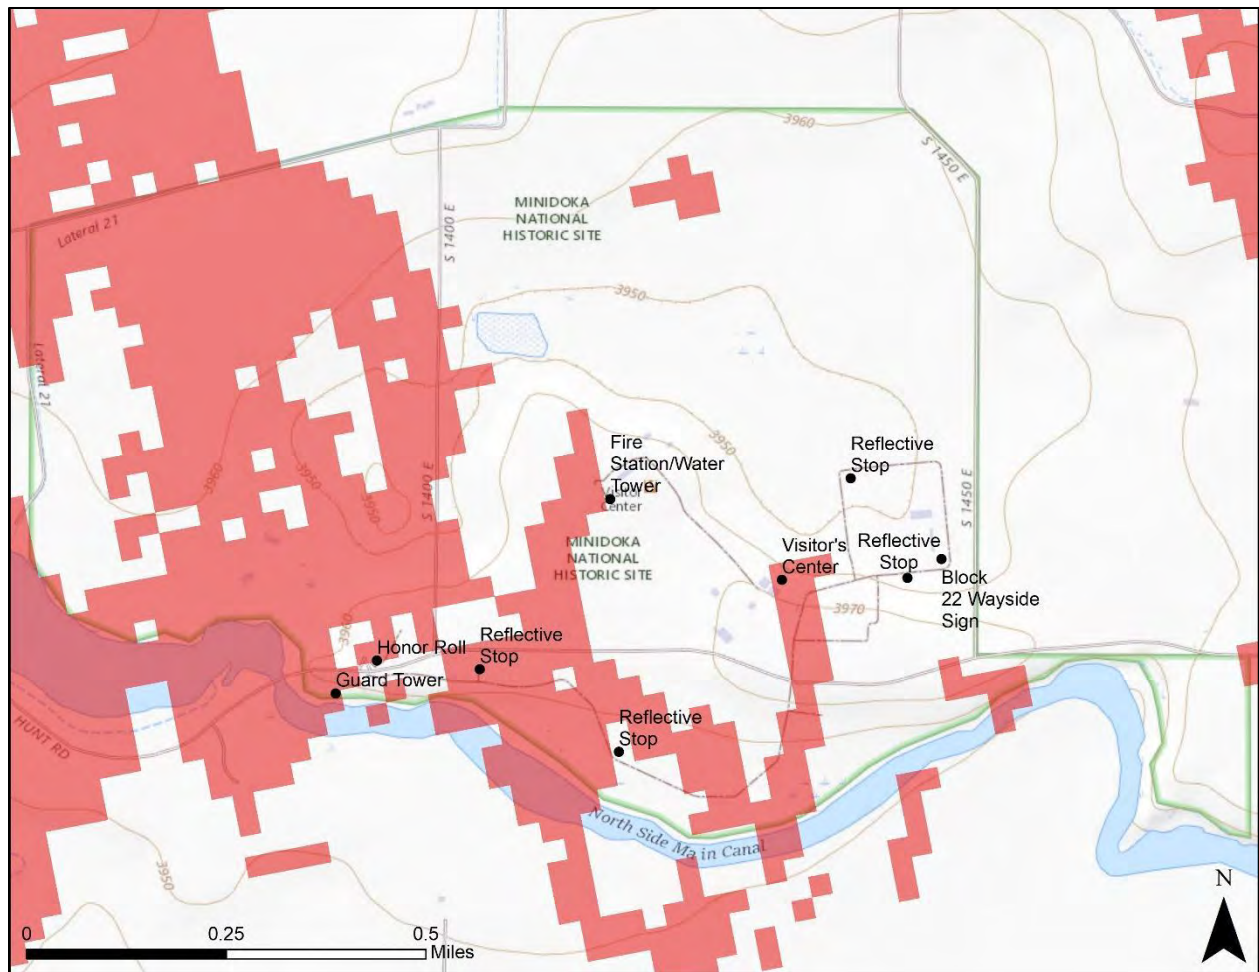 3960
S 1450 E
MINIDOKA
NATIONAL
HISTORIC SITE
Lateral 21
S 1400 E
3950
Lateral 21
3950
Fire
Station/Water
Tower
Reflective
Stop
3960
3950
3950
S 1400 E
Visitor
Center
S 1450 E
MINIDOKA
NATIONAL
HISTORIC SITE
Visitor's
Center
Reflective
Stop
Block
22 Wayside
Sign
3970
3960
Honor Roll
Reflective
Stop
Guard Tower
Reflective
Stop
HUNT RD
North Side Main Canal
3950
N
0
0.25
0.5
Miles